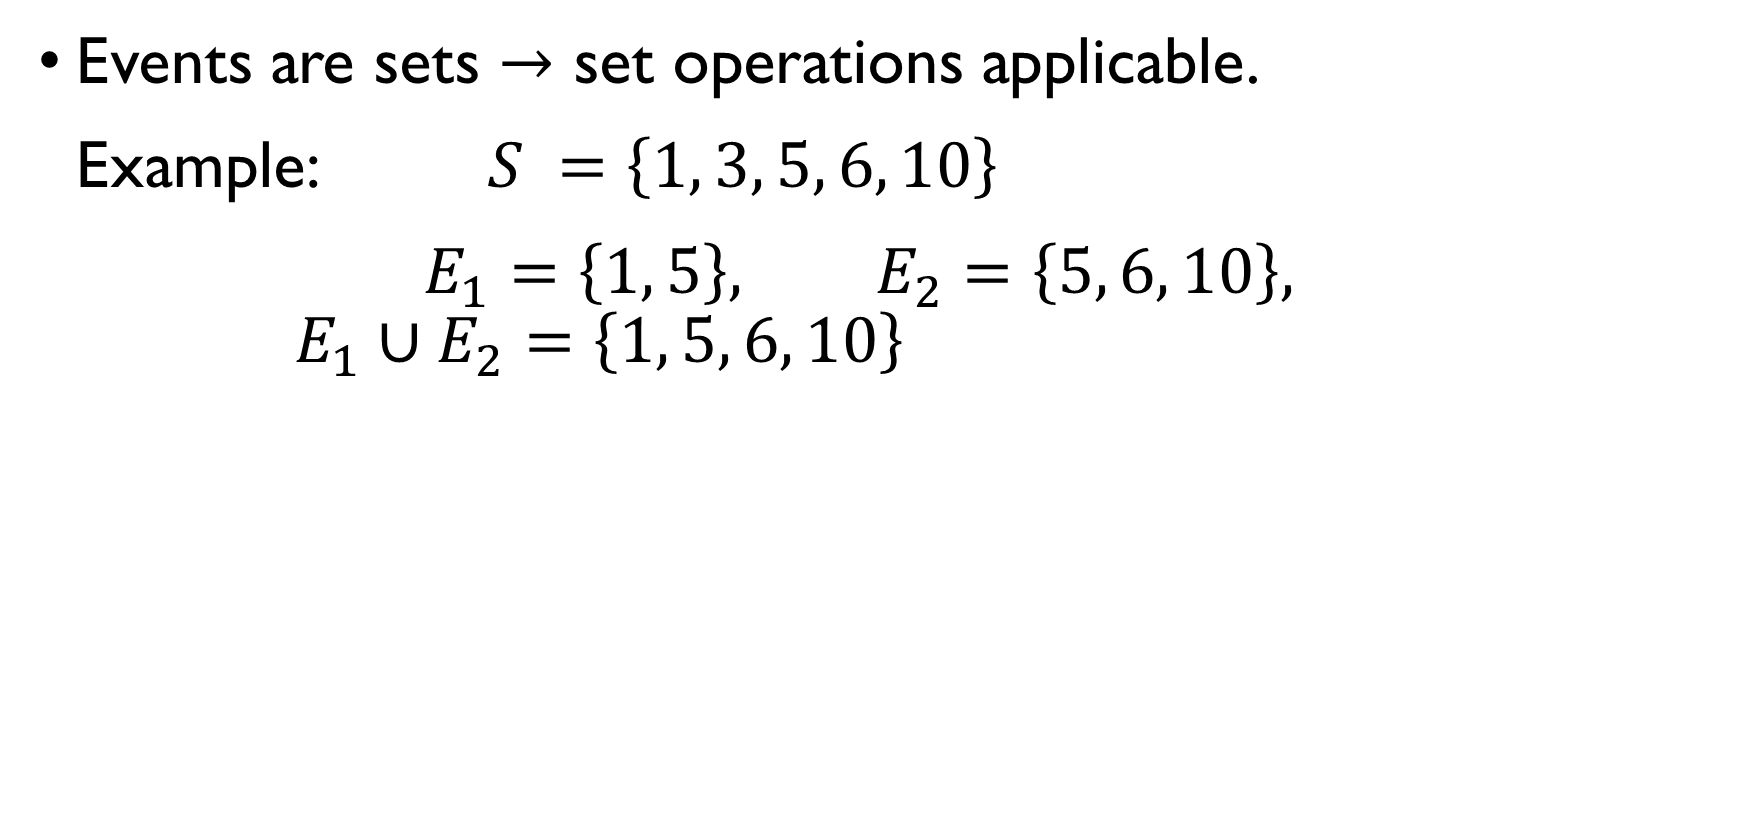 • Events are sets → set operations applicable.
Example: S = {1, 3, 5, 6, 10}
E₁ = {1, 5}, E₂ = {5, 6, 10},
E₁ ∪ E₂ = {1, 5, 6, 10}